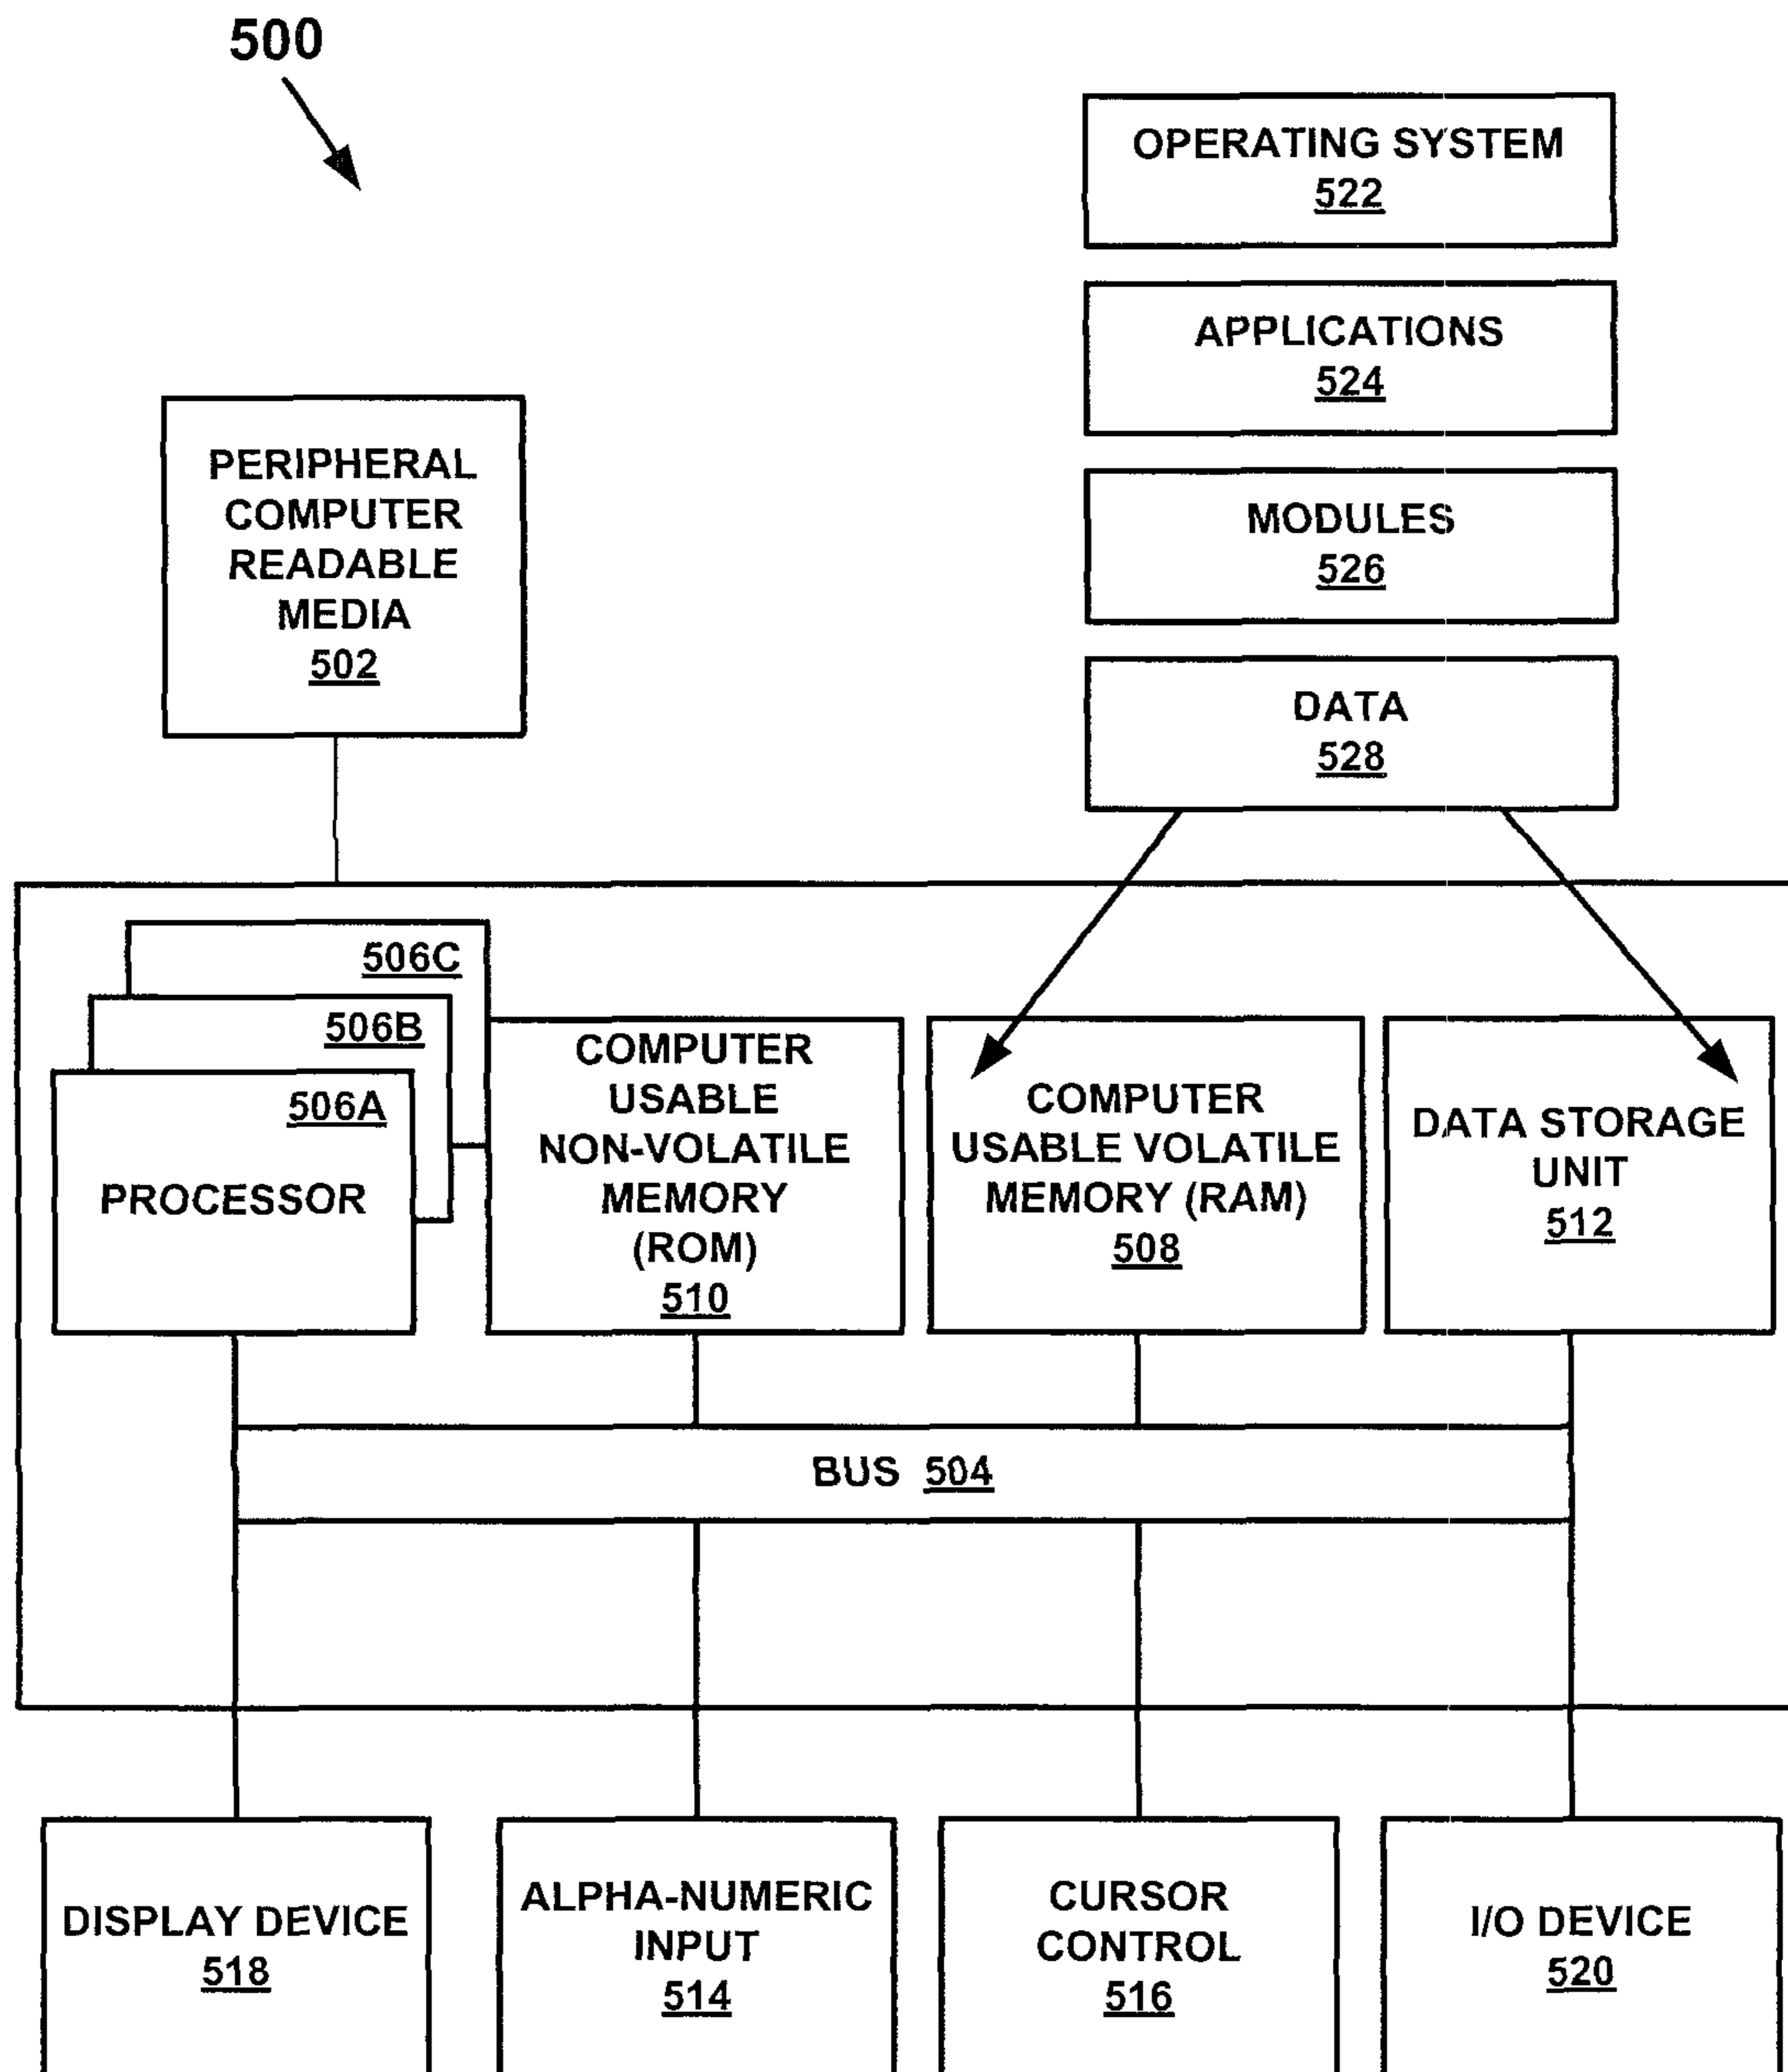 500
OPERATING SYSTEM
522
APPLICATIONS
524
MODULES
526
DATA
528
PERIPHERAL
COMPUTER
READABLE
MEDIA
502
506C
506B
506A
PROCESSOR
COMPUTER
USABLE
NON-VOLATILE
MEMORY
(ROM)
510
COMPUTER
USABLE VOLATILE
MEMORY (RAM)
508
DATA STORAGE
UNIT
512
BUS 504
DISPLAY DEVICE
518
ALPHA-NUMERIC
INPUT
514
CURSOR
CONTROL
516
I/O DEVICE
520